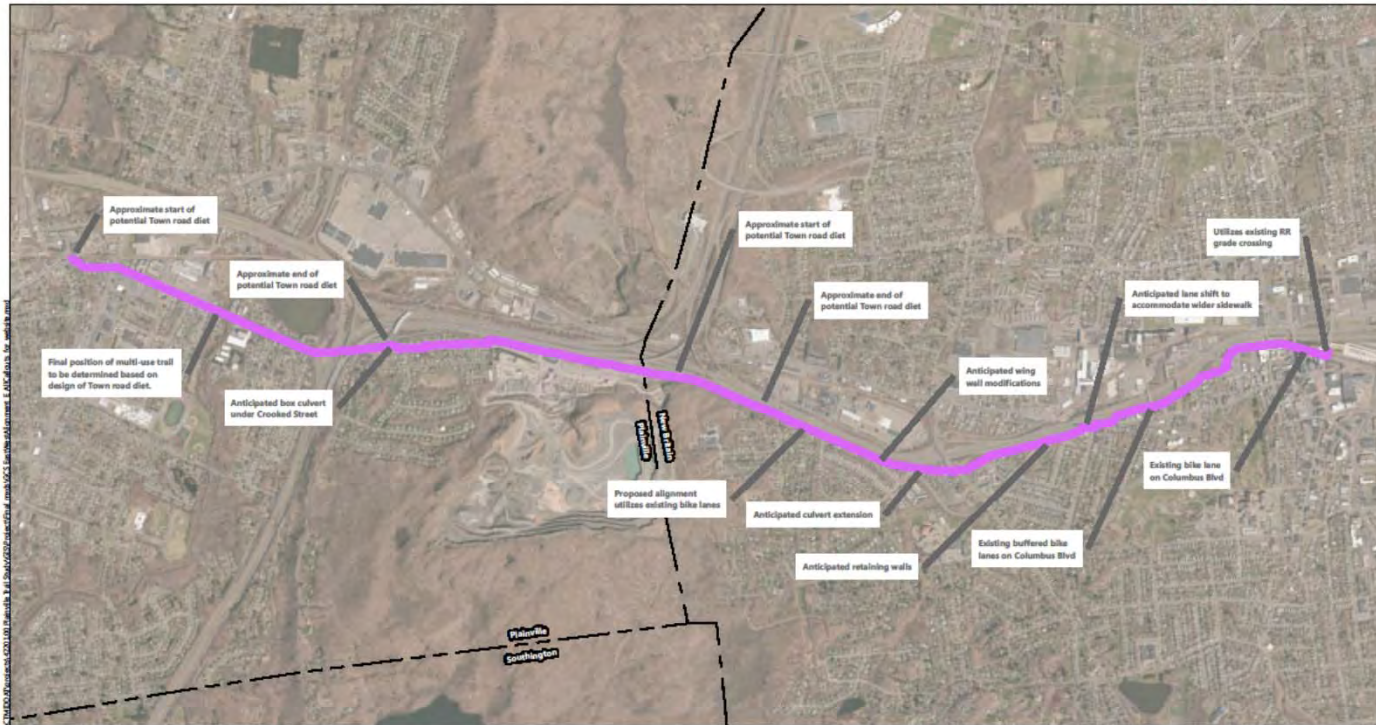 Approximate start of
potential Town road diet
Approximate end of
potential Town road diet
Final position of multi-use trail
to be determined based on
design of Town road diet.
Anticipated box culvert
under Crooked Street
Approximate start of
potential Town road diet
Approximate end of
potential Town road diet
Utilizes existing RR
grade crossing
Anticipated lane shift to
accommodate wider sidewalk
Anticipated wing
wall modifications
New Britain
Plainville
Proposed alignment
utilizes existing bike lanes
Anticipated culvert extension
Anticipated retaining walls
Existing buffered bike
lanes on Columbus Blvd
Existing bike lane
on Columbus Blvd
Plainville
Southington